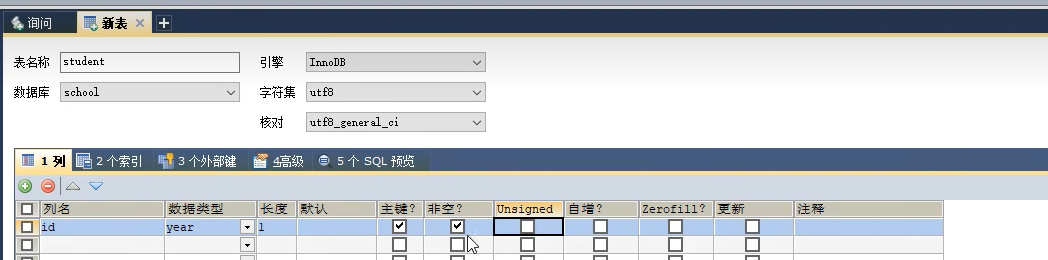 询问 新表
表名称 student 引擎 InnoDB
数据库 school 字符集 utf8
核对 utf8_general_ci
1 列 2 个索引 3 个外部键 4高级 5 个 SQL 预览
列名 数据类型 长度 默认 主键? 非空? Unsigned 自增? Zerofill? 更新 注释
id year 1